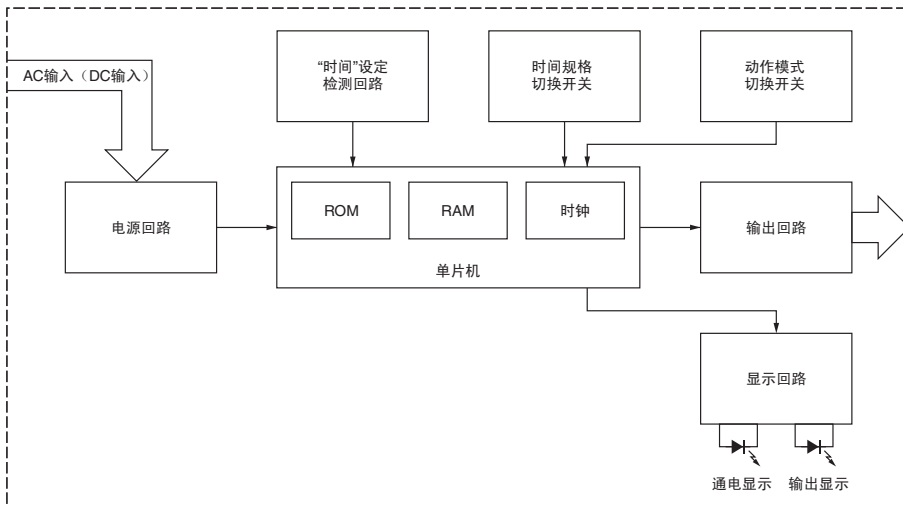 AC输入（DC输入）
“时间”设定
检测回路
时间规格
切换开关
动作模式
切换开关
电源回路
ROM
RAM
时钟
单片机
输出回路
显示回路
通电显示
输出显示